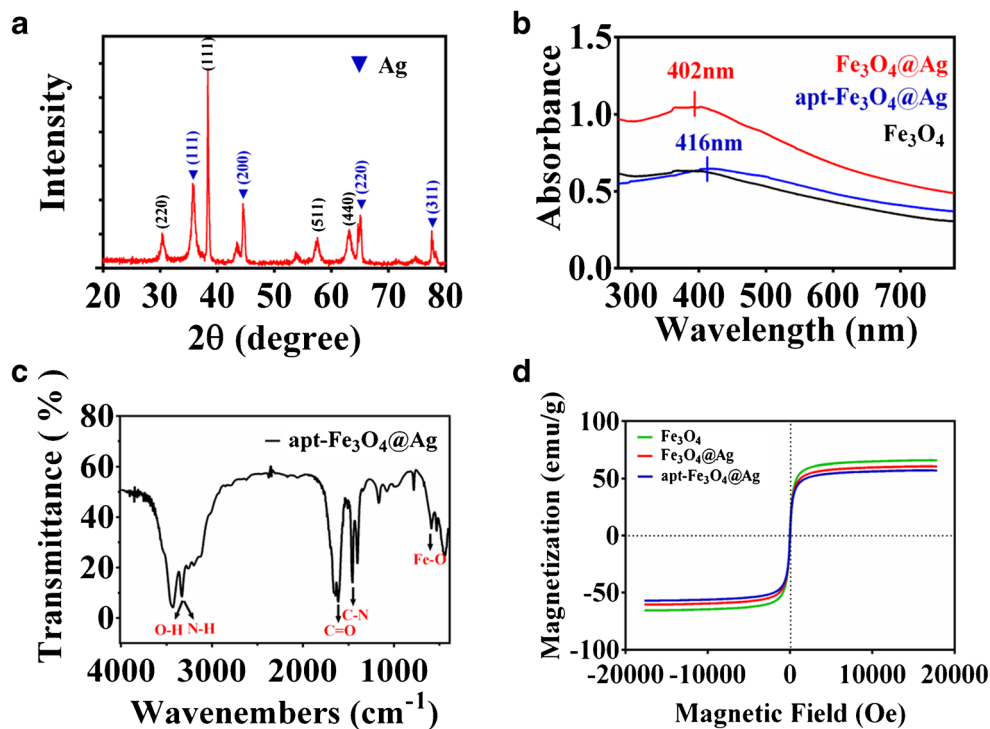 a
Intensity
(220)
(111)
(111)
(200)
(511)
(440)
(220)
(311)
▼ Ag
20 30 40 50 60 70 80
2θ (degree)
b
Absorbance
1.5
1.0
0.5
0.0
402nm
416nm
Fe₃O₄@Ag
apt-Fe₃O₄@Ag
Fe₃O₄
300 400 500 600 700
Wavelength (nm)
c
Transmittance ( %)
80
60
40
20
0
apt-Fe₃O₄@Ag
O-H
N-H
C=O
C-N
Fe-O
4000 3000 2000 1000
Wavenembers (cm⁻¹)
d
Magnetization (emu/g)
100
50
0
-50
-100
Fe₃O₄
Fe₃O₄@Ag
apt-Fe₃O₄@Ag
-20000 -10000 0 10000 20000
Magnetic Field (Oe)